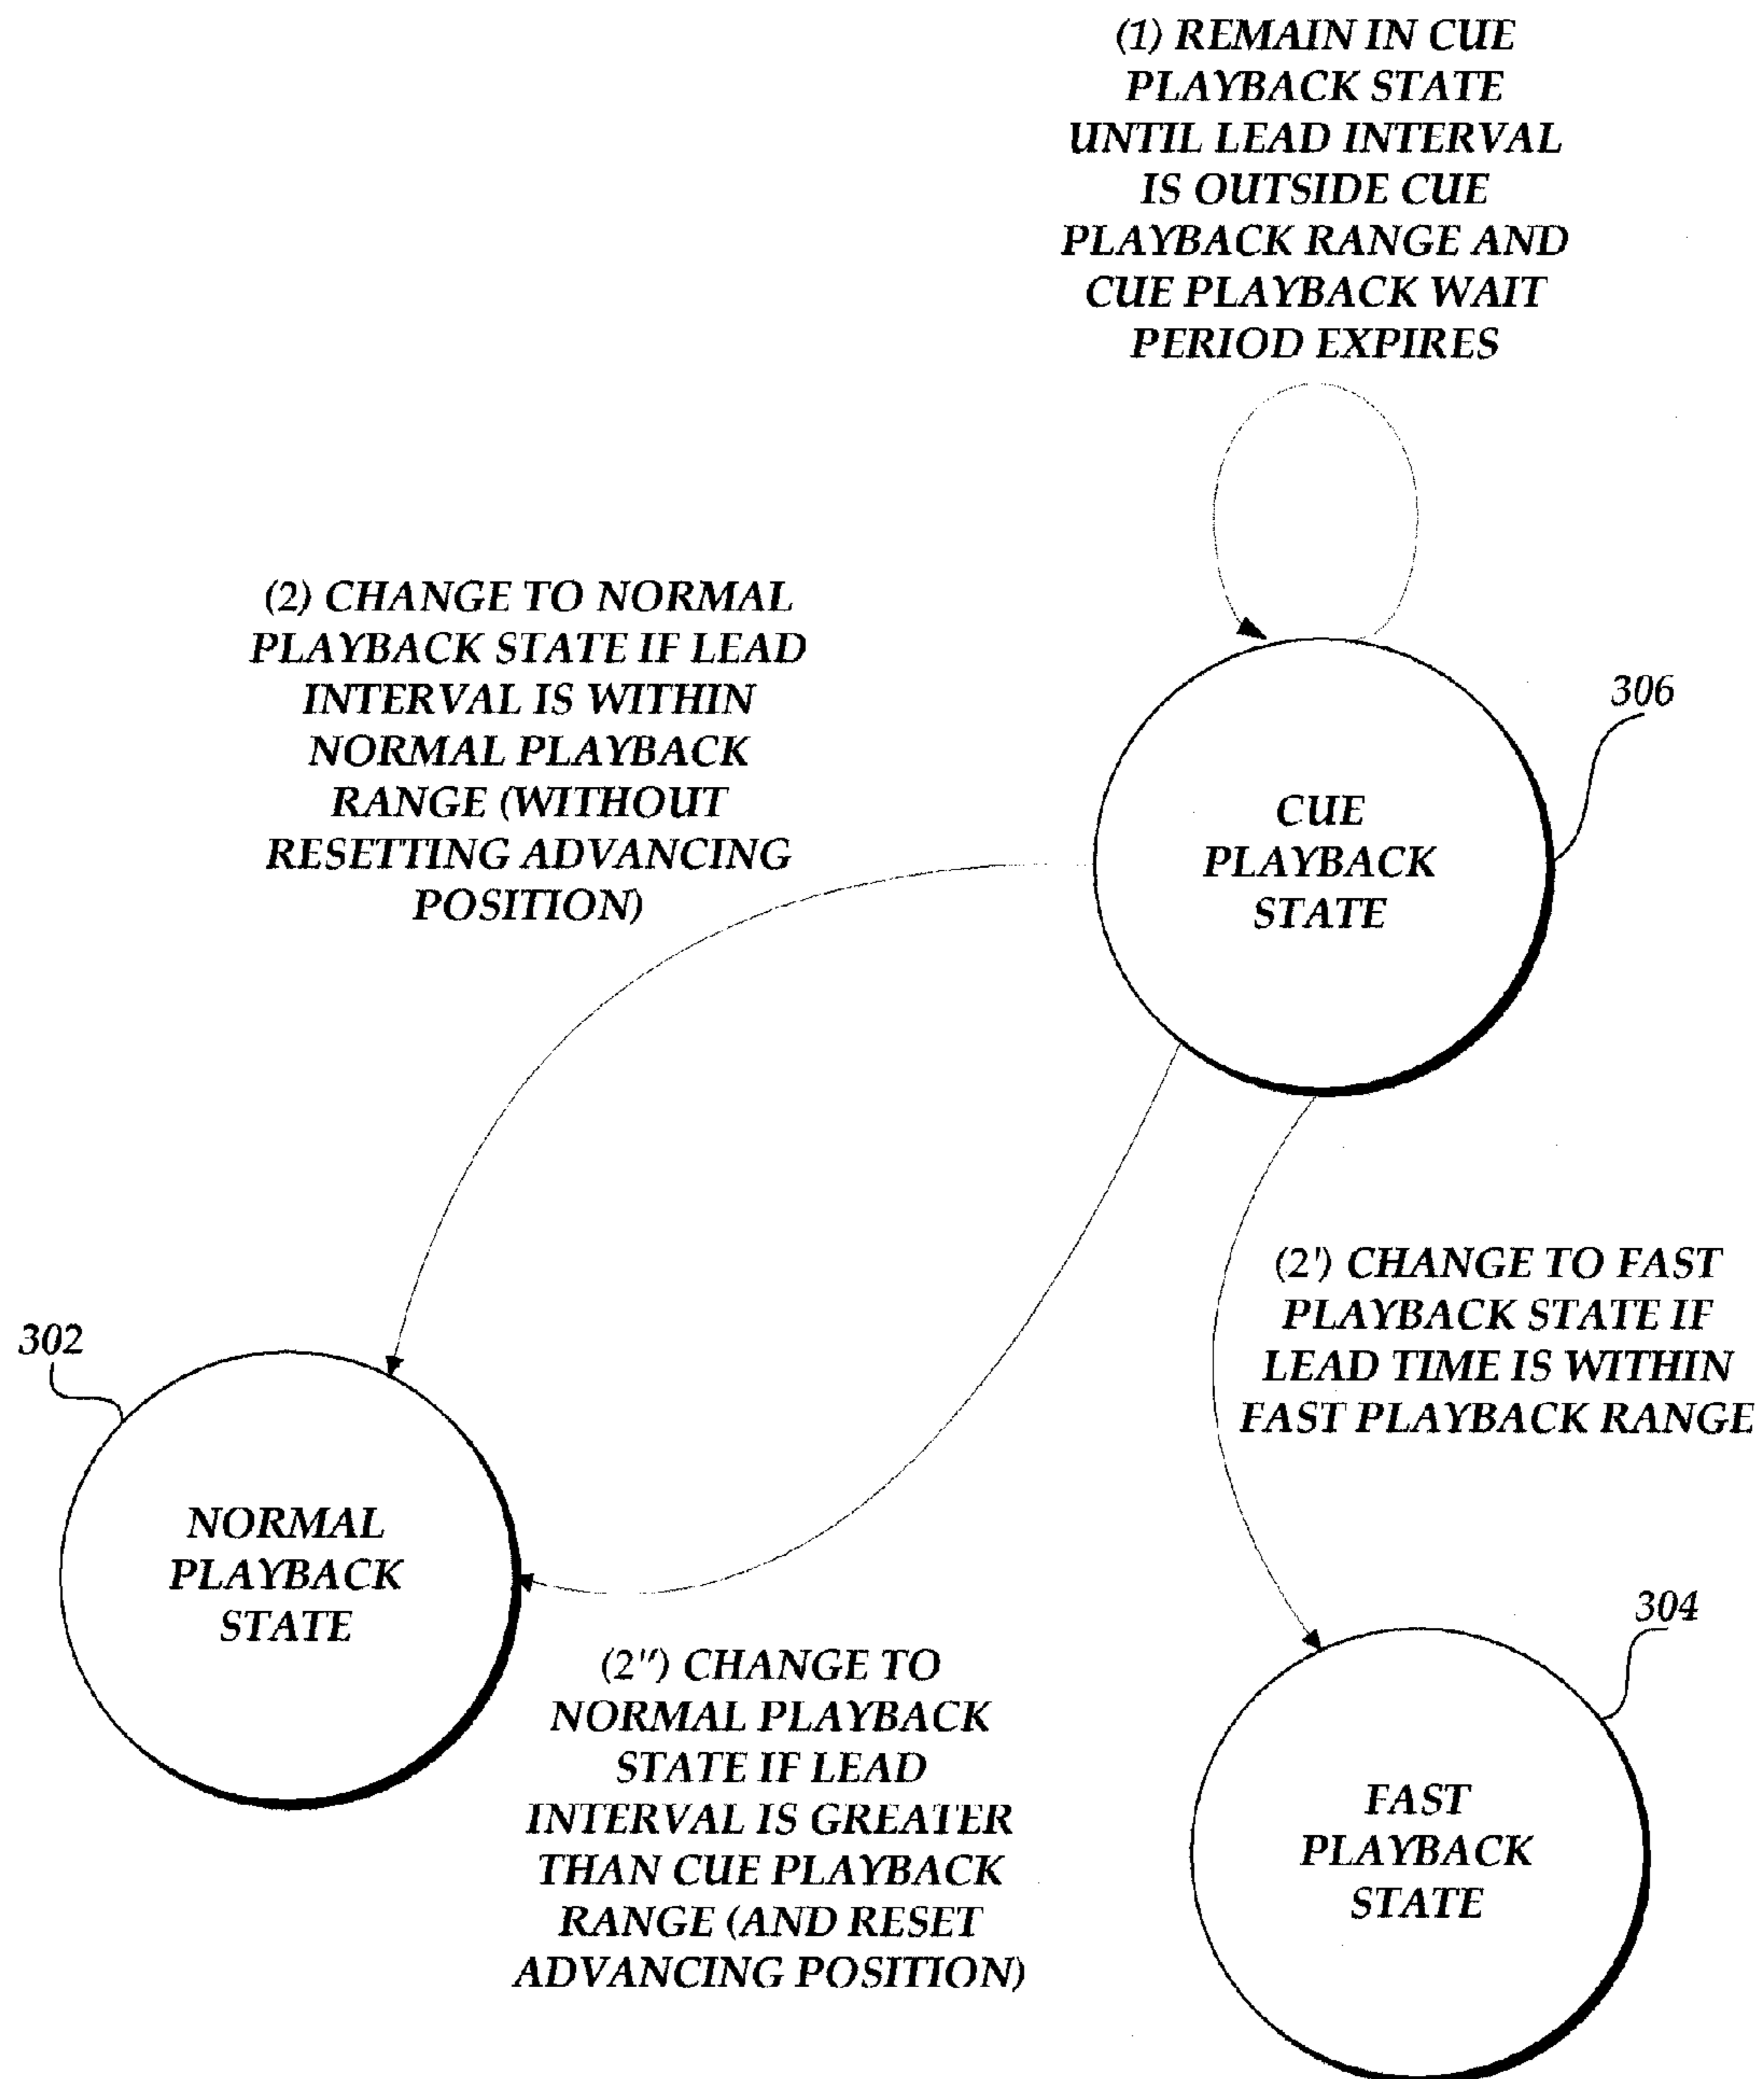 (1) REMAIN IN CUE
PLAYBACK STATE
UNTIL LEAD INTERVAL
IS OUTSIDE CUE
PLAYBACK RANGE AND
CUE PLAYBACK WAIT
PERIOD EXPIRES
(2) CHANGE TO NORMAL
PLAYBACK STATE IF LEAD
INTERVAL IS WITHIN
NORMAL PLAYBACK
RANGE (WITHOUT
RESETTING ADVANCING
POSITION)
306
CUE
PLAYBACK
STATE
(2') CHANGE TO FAST
PLAYBACK STATE IF
LEAD TIME IS WITHIN
FAST PLAYBACK RANGE
302
NORMAL
PLAYBACK
STATE
304
(2") CHANGE TO
NORMAL PLAYBACK
STATE IF LEAD
INTERVAL IS GREATER
THAN CUE PLAYBACK
RANGE (AND RESET
ADVANCING POSITION)
FAST
PLAYBACK
STATE